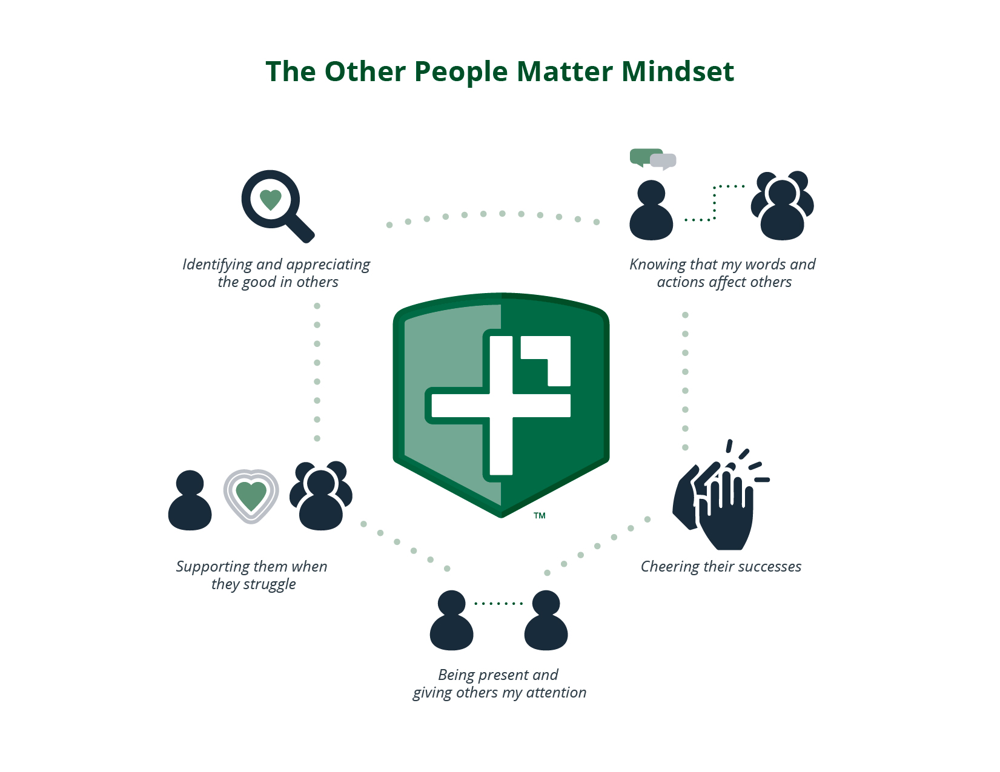 The Other People Matter Mindset
Identifying and appreciating
the good in others
Knowing that my words and
actions affect others
TM
Supporting them when
they struggle
Cheering their successes
Being present and
giving others my attention